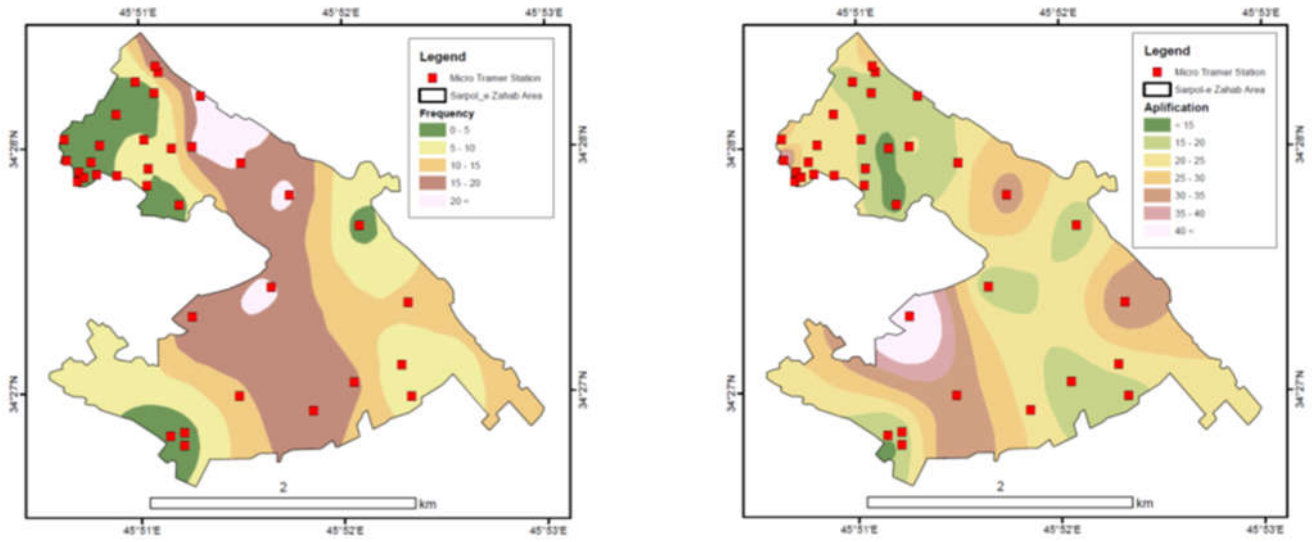 45°51'E 45°52'E 45°53'E
34°28'N
34°27'N
Legend
Micro Tramer Station
Sarpol_e Zahab Area
Frequency
0 - 5
5 - 10
10 - 15
15 - 20
20 <
34°28'N
34°27'N
2
km
45°51'E 45°52'E 45°53'E
45°51'E 45°52'E 45°53'E
34°28'N
34°27'N
Legend
Micro Tramer Station
Sarpol-e Zahab Area
Aplification
< 15
15 - 20
20 - 25
25 - 30
30 - 35
35 - 40
40 <
34°28'N
34°27'N
2
km
45°51'E 45°52'E 45°53'E